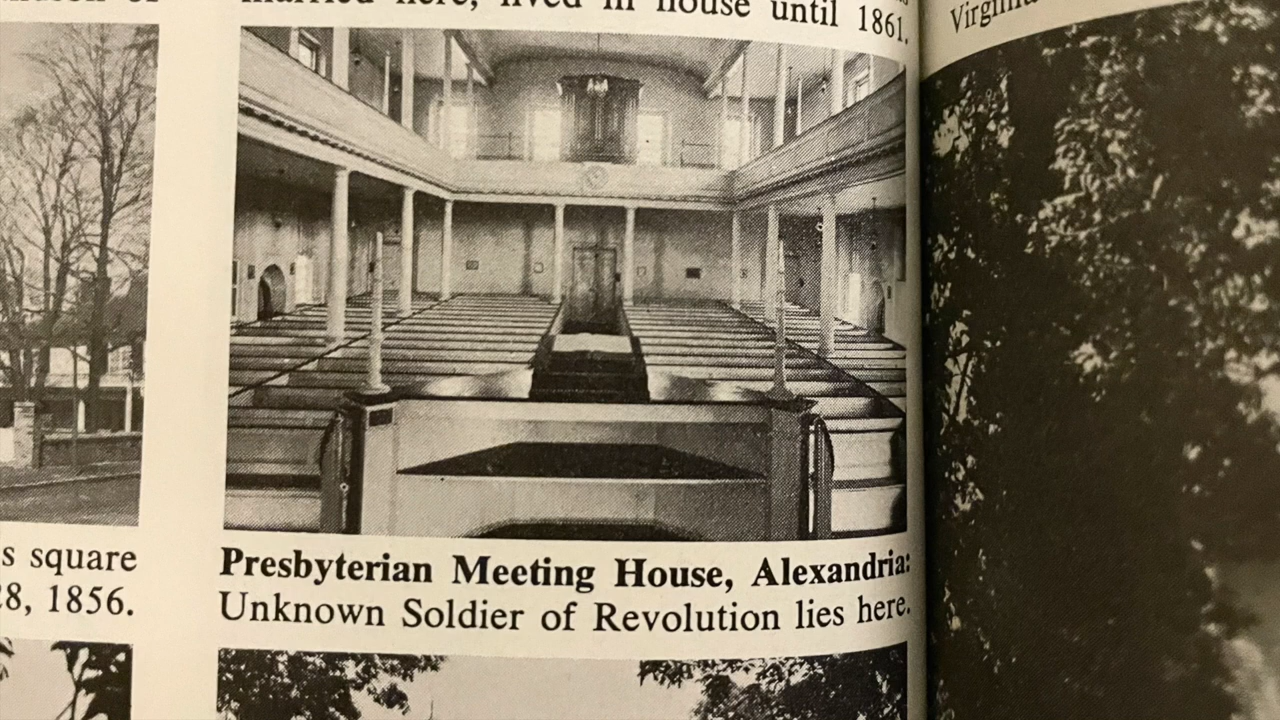 married here, lived in house until 1861.
Virginia
s square
28, 1856.
Presbyterian Meeting House, Alexandria:
Unknown Soldier of Revolution lies here.